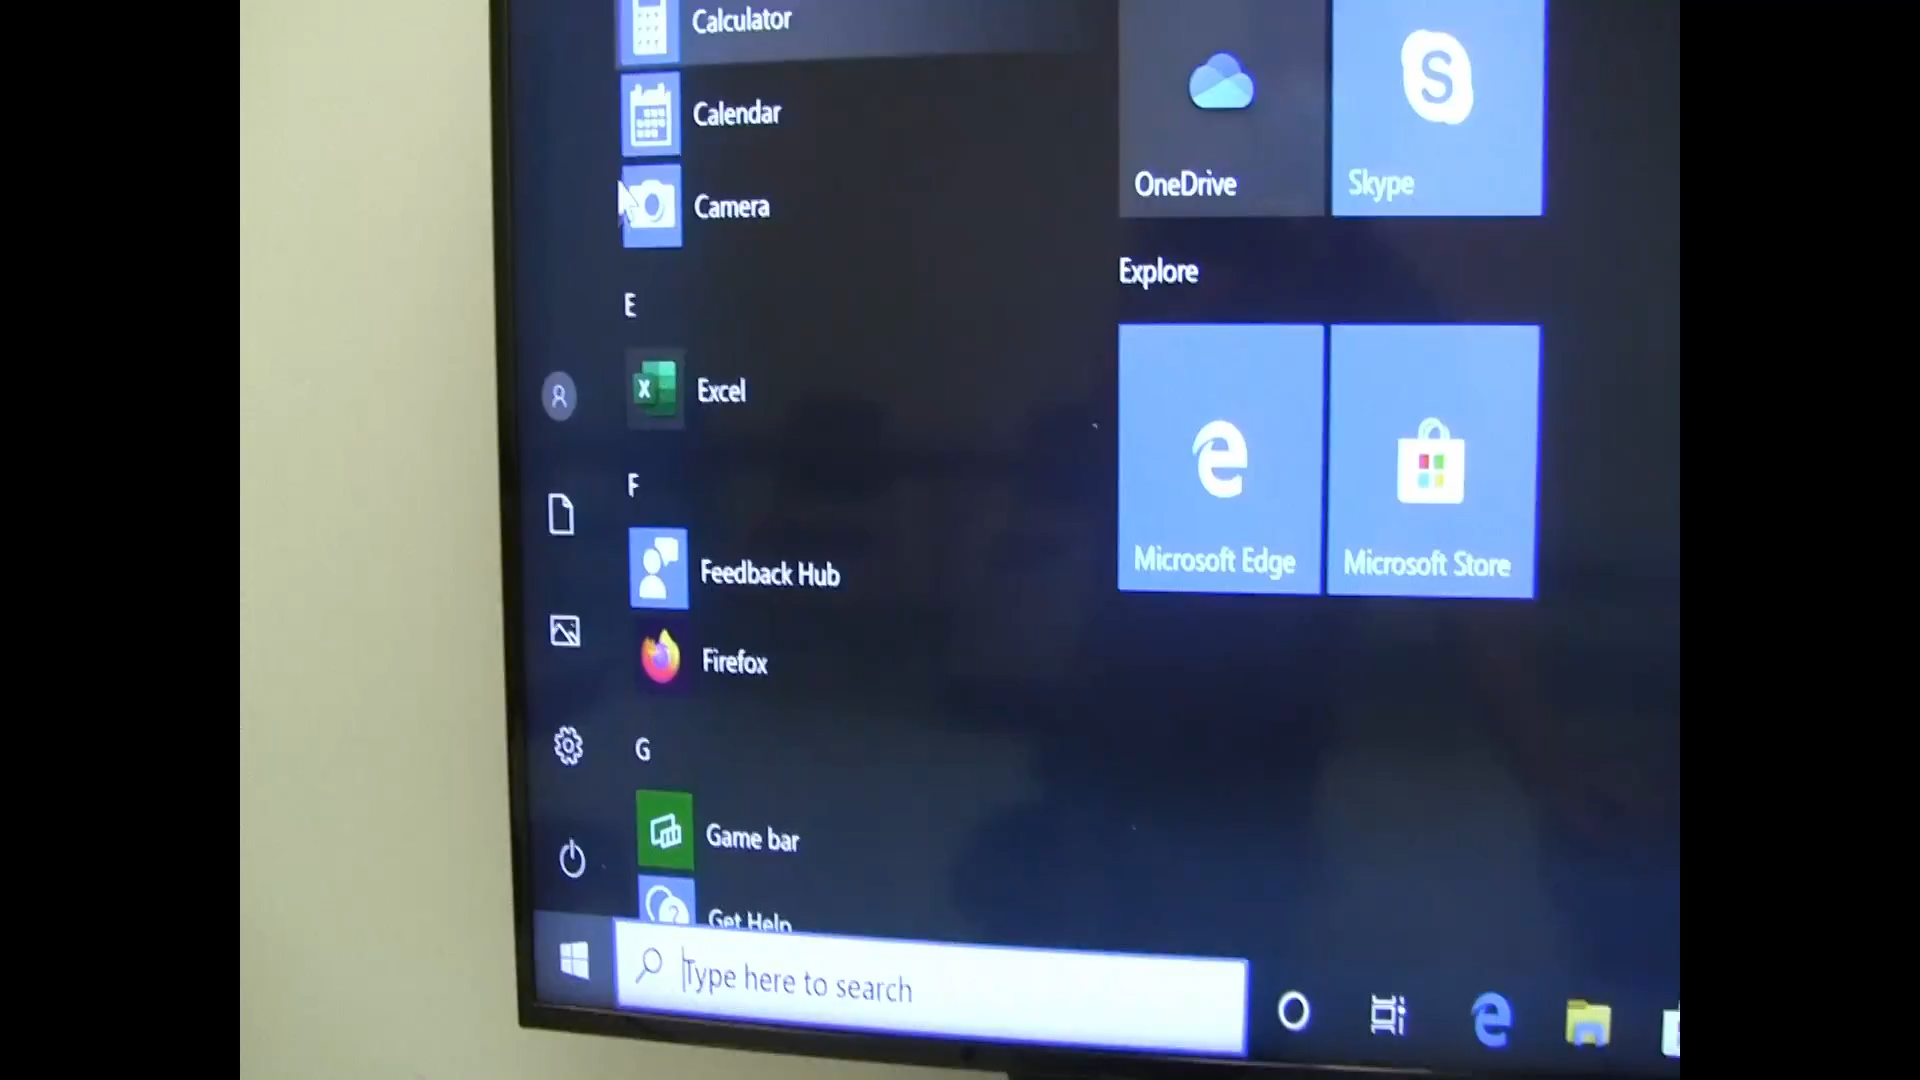 Calculator
Calendar
Camera
E
Excel
F
Feedback Hub
Firefox
G
Game bar
Get Help
OneDrive
Skype
Explore
Microsoft Edge
Microsoft Store
Type here to search